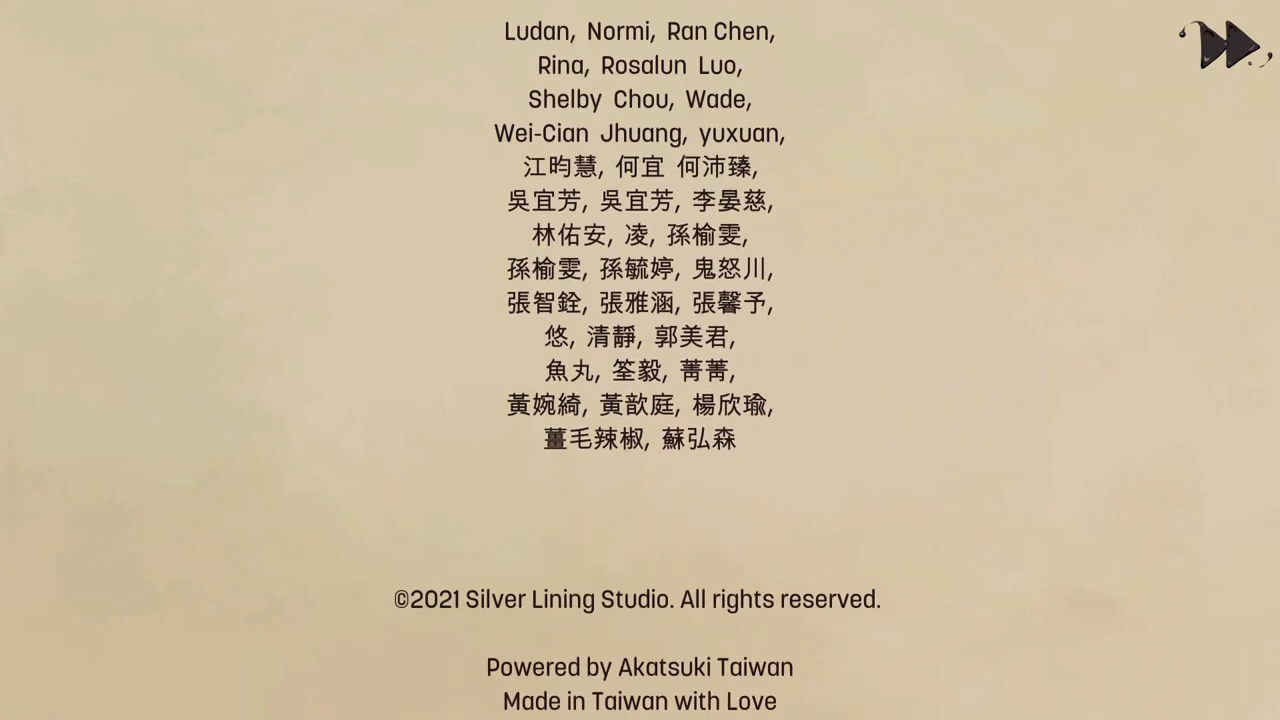 Ludan, Normi, Ran Chen,
Rina, Rosalun Luo,
Shelby Chou, Wade,
Wei-Cian Jhuang, yuxuan,
江昀慧, 何宜 何沛臻,
吳宜芳, 吳宜芳, 李晏慈,
林佑安, 凌, 孫榆雯,
孫榆雯, 孫毓婷, 鬼怒川,
張智銓, 張雅涵, 張馨予,
悠, 清靜, 郭美君,
魚丸, 筌毅, 菁菁,
黃婉綺, 黃歆庭, 楊欣瑜,
薑毛辣椒, 蘇弘森
©2021 Silver Lining Studio. All rights reserved.
Powered by Akatsuki Taiwan
Made in Taiwan with Love